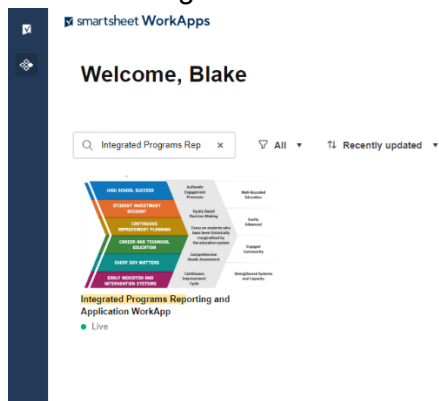 smartsheet WorkApps
Welcome, Blake
Integrated Programs Rep × All ▼ Recently updated ▼
HIGH SCHOOL SUCCESS
STUDENT INVESTMENT
ACCOUNT
CONTINUOUS
IMPROVEMENT PLANNING
CAREER AND TECHNICAL
EDUCATION
EVERY DAY MATTERS
EARLY INDICATOR AND
INTERVENTION SYSTEMS
Authentic
Engagement
Processes
Equity Based
Decision-Making
Focus on students who
have been historically
marginalized by
the education system
Comprehensive
Needs Assessment
Continuous
Improvement
Cycle
Well-Rounded
Education
Equity
Advanced
Engaged
Community
Strengthened Systems
and Capacity
Integrated Programs Reporting and
Application WorkApp
Live